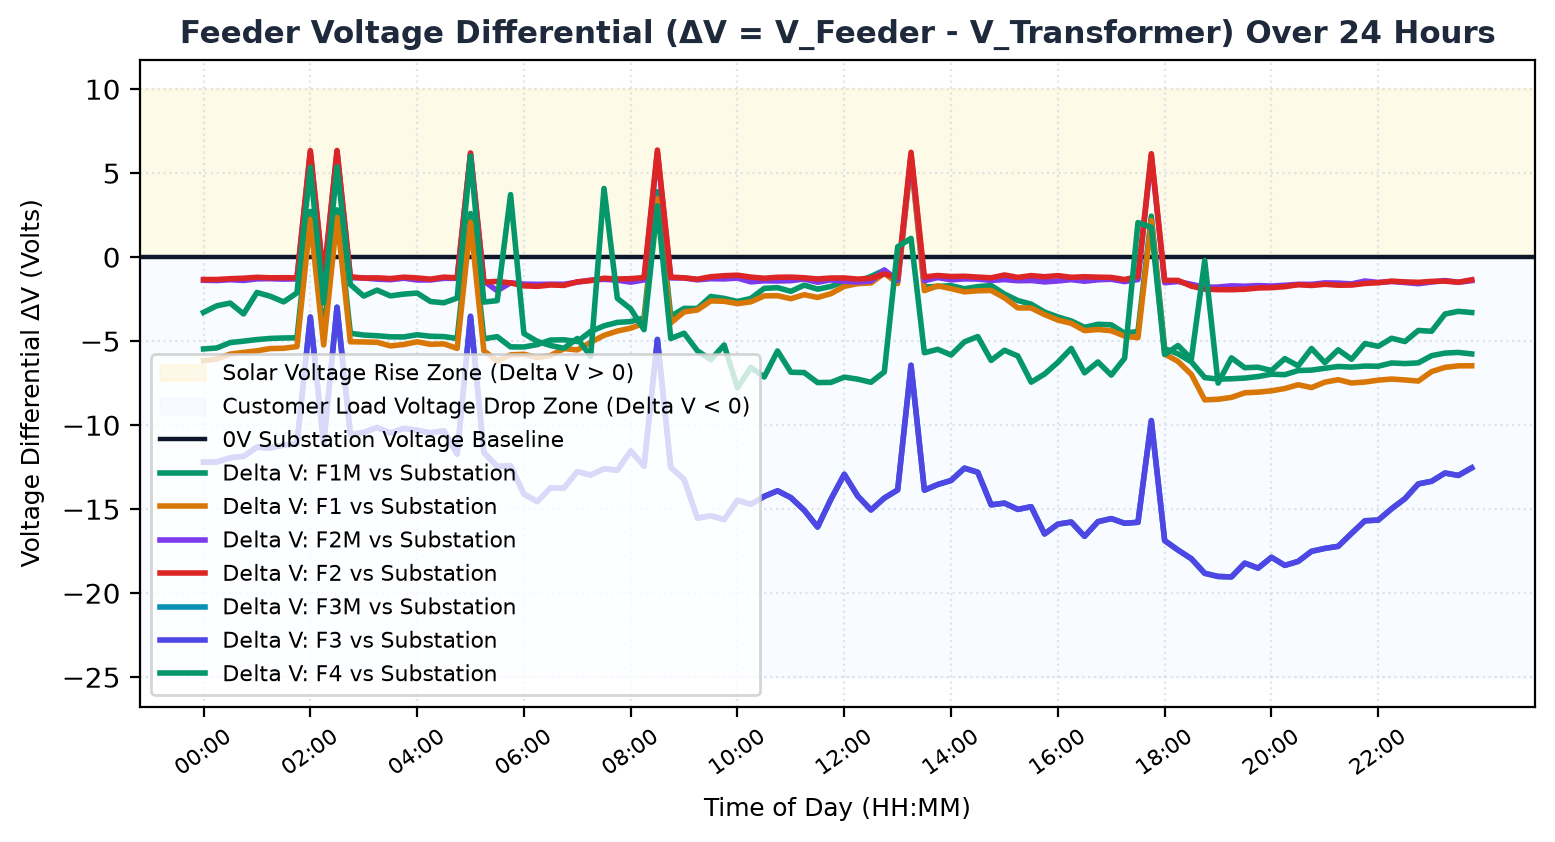 Feeder Voltage Differential (ΔV = V_Feeder - V_Transformer) Over 24 Hours
Voltage Differential ΔV (Volts)
10
5
0
−5
−10
−15
−20
−25
Solar Voltage Rise Zone (Delta V > 0)
Customer Load Voltage Drop Zone (Delta V < 0)
0V Substation Voltage Baseline
Delta V: F1M vs Substation
Delta V: F1 vs Substation
Delta V: F2M vs Substation
Delta V: F2 vs Substation
Delta V: F3M vs Substation
Delta V: F3 vs Substation
Delta V: F4 vs Substation
00:00
02:00
04:00
06:00
08:00
10:00
12:00
14:00
16:00
18:00
20:00
22:00
Time of Day (HH:MM)